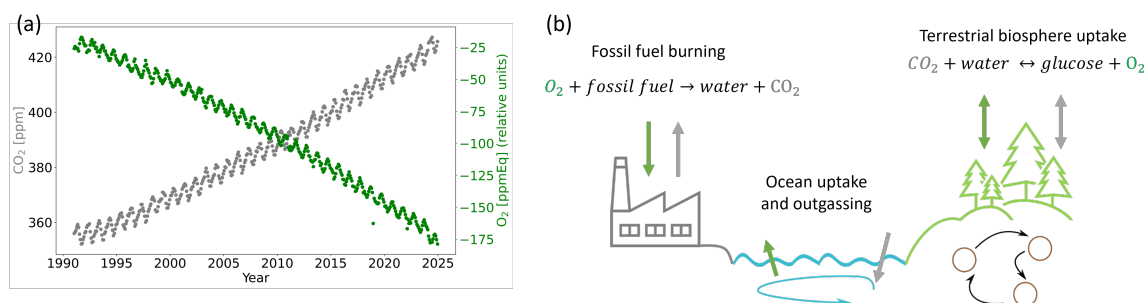 (a)
420
400
380
360
CO₂ [ppm]
1990
1995
2000
2005
2010
2015
2020
2025
Year
−25
−50
−75
−100
−125
−150
−175
O₂ [ppmEq] (relative units)
(b)
Fossil fuel burning
O₂ + fossil fuel → water + CO₂
Terrestrial biosphere uptake
CO₂ + water ↔ glucose + O₂
Ocean uptake
and outgassing